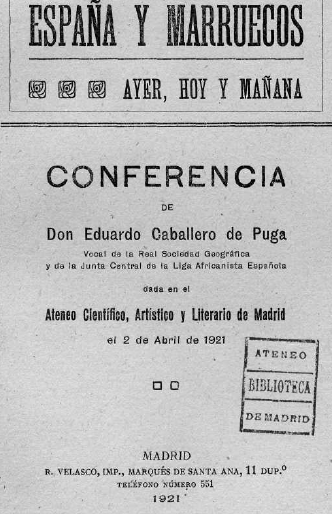 ESPAÑA Y MARRUECOS
AYER, HOY Y MAÑANA
CONFERENCIA
DE
Don Eduardo Caballero de Puga
Vocal de la Real Sociedad Geográfica
y de la Junta Central de la Liga Africanista Española
dada en el
Ateneo Científico, Artístico y Literario de Madrid
el 2 de Abril de 1921
ATENEO
BIBLIOTECA
DE MADRID
MADRID
R. VELASCO, IMP., MARQUÉS DE SANTA ANA, 11 DUP.º
TELÉFONO NÚMERO 551
1921